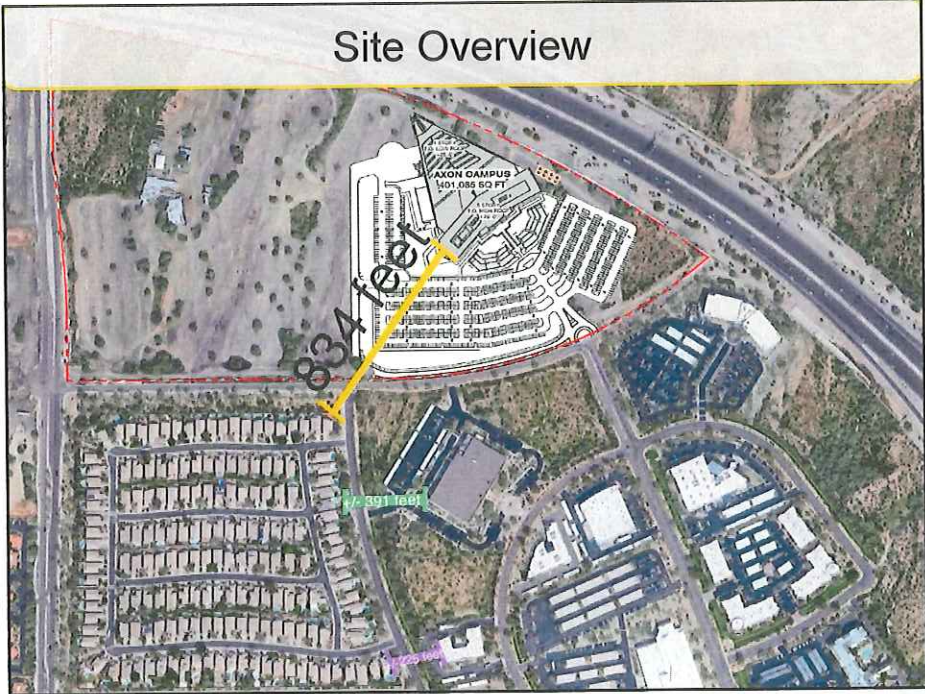 Site Overview
AXON CAMPUS
401,085 SQ FT
834 feet
+/- 391 feet